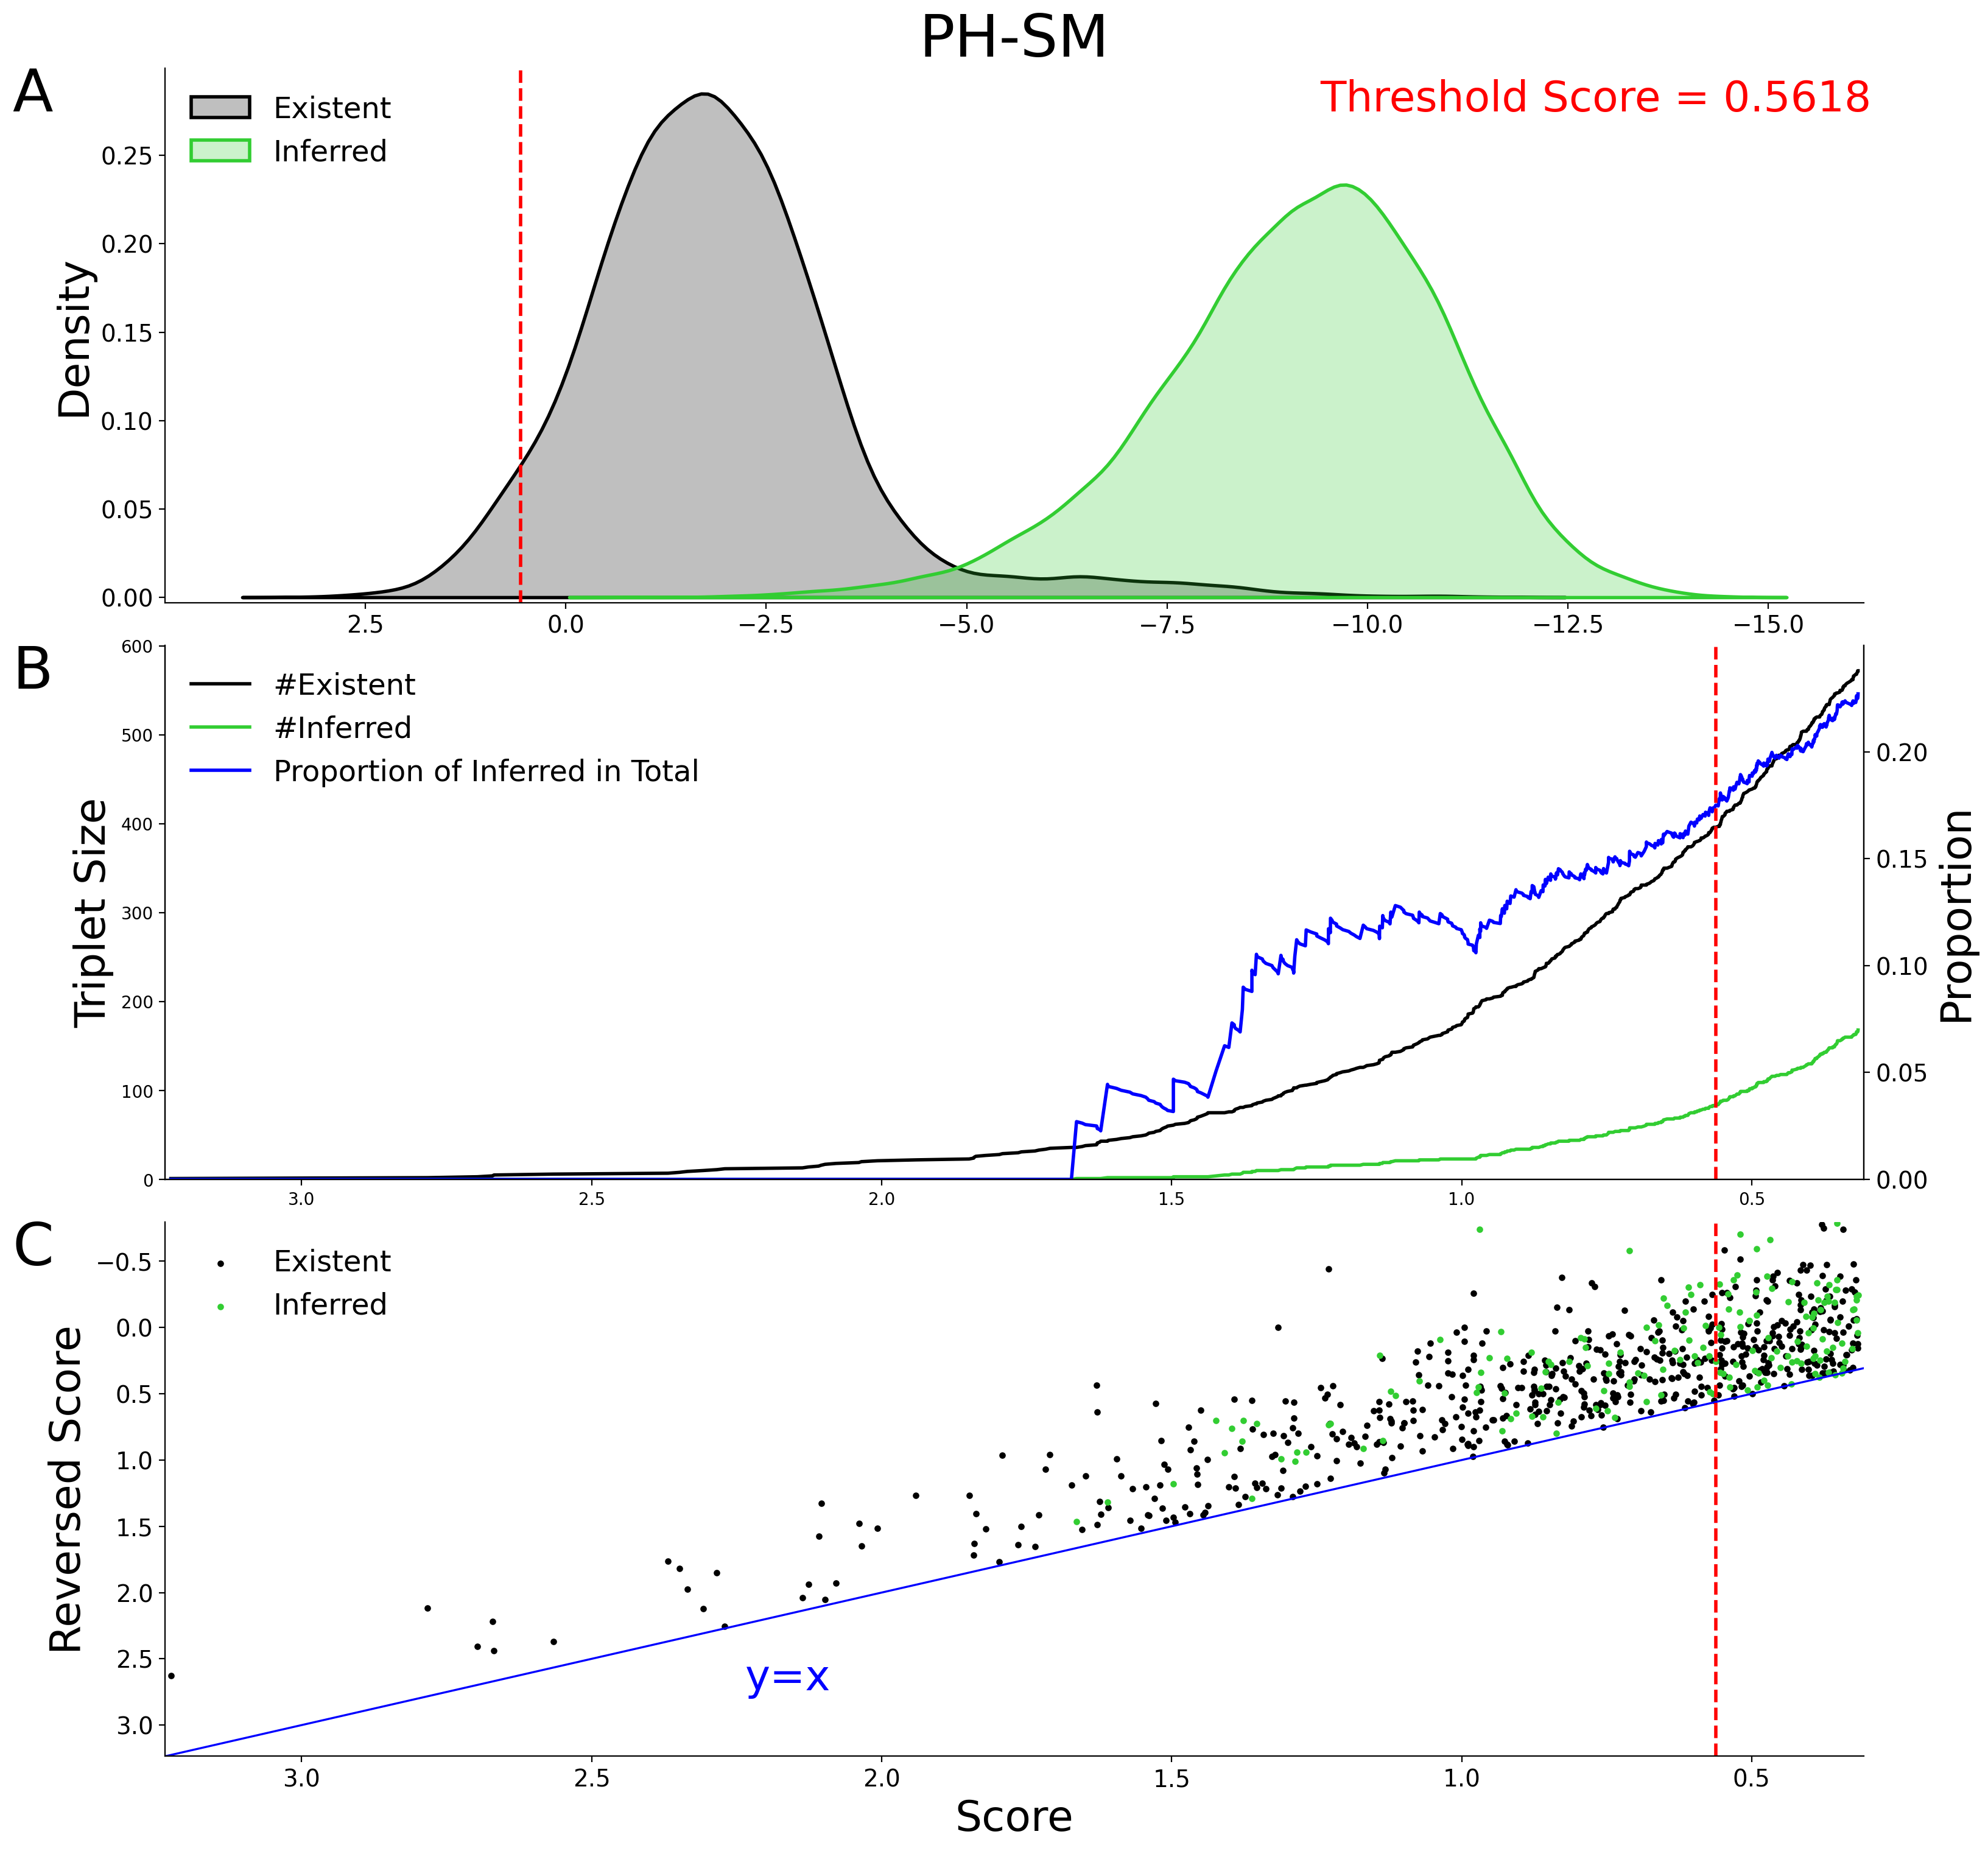 PH-SM
A
Existent
Inferred
Threshold Score = 0.5618
Density
0.25
0.20
0.15
0.10
0.05
0.00
2.5 0.0 −2.5 −5.0 −7.5 −10.0 −12.5 −15.0
B
#Existent
#Inferred
Proportion of Inferred in Total
Triplet Size
600
500
400
300
200
100
0
Proportion
0.20
0.15
0.10
0.05
0.00
3.0 2.5 2.0 1.5 1.0 0.5
C
Existent
Inferred
Reversed Score
−0.5
0.0
0.5
1.0
1.5
2.0
2.5
3.0
y=x
3.0 2.5 2.0 1.5 1.0 0.5
Score